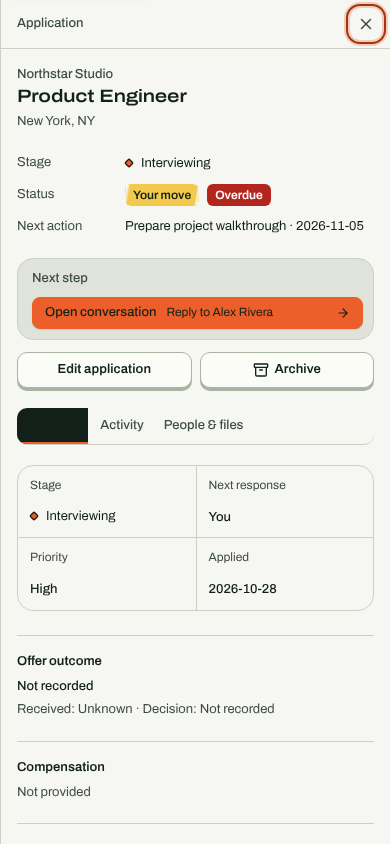 Application
Northstar Studio
Product Engineer
New York, NY
Stage Interviewing
Status Your move Overdue
Next action Prepare project walkthrough · 2026-11-05
Next step
Open conversation Reply to Alex Rivera →
Edit application Archive
Activity People & files
Stage Next response
Interviewing You
Priority Applied
High 2026-10-28
Offer outcome
Not recorded
Received: Unknown · Decision: Not recorded
Compensation
Not provided